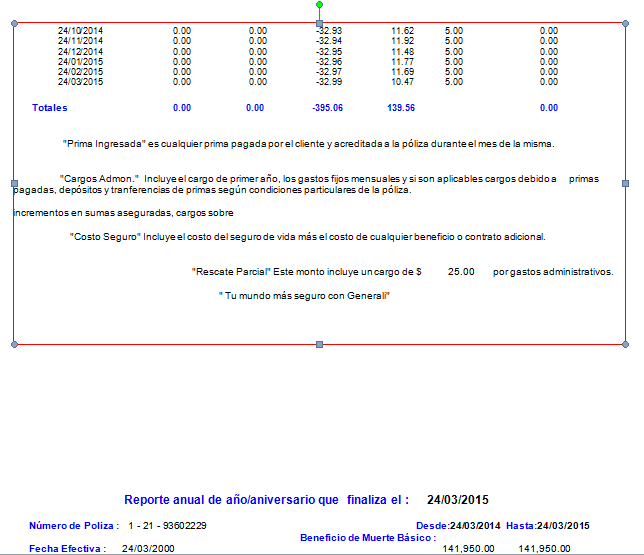 24/10/2014 0.00 0.00 -32.93 11.62 5.00 0.00
24/11/2014 0.00 0.00 -32.94 11.92 5.00 0.00
24/12/2014 0.00 0.00 -32.95 11.48 5.00 0.00
24/01/2015 0.00 0.00 -32.96 11.77 5.00 0.00
24/02/2015 0.00 0.00 -32.97 11.69 5.00 0.00
24/03/2015 0.00 0.00 -32.99 10.47 5.00 0.00
Totales 0.00 0.00 -395.06 139.56 0.00
"Prima Ingresada" es cualquier prima pagada por el cliente y acreditada a la póliza durante el mes de la misma.
"Cargos Admon." Incluye el cargo de primer año, los gastos fijos mensuales y si son aplicables cargos debido a primas
pagadas, depósitos y tranferencias de primas según condiciones particulares de la póliza.
incrementos en sumas aseguradas, cargos sobre
"Costo Seguro" Incluye el costo del seguro de vida más el costo de cualquier beneficio o contrato adicional.
"Rescate Parcial" Este monto incluye un cargo de $ 25.00 por gastos administrativos.
" Tu mundo más seguro con Generali"
Reporte anual de año/aniversario que finaliza el : 24/03/2015
Número de Poliza : 1 - 21 - 93602229 Desde:24/03/2014 Hasta:24/03/2015
Beneficio de Muerte Básico :
Fecha Efectiva : 24/03/2000 141,950.00 141,950.00